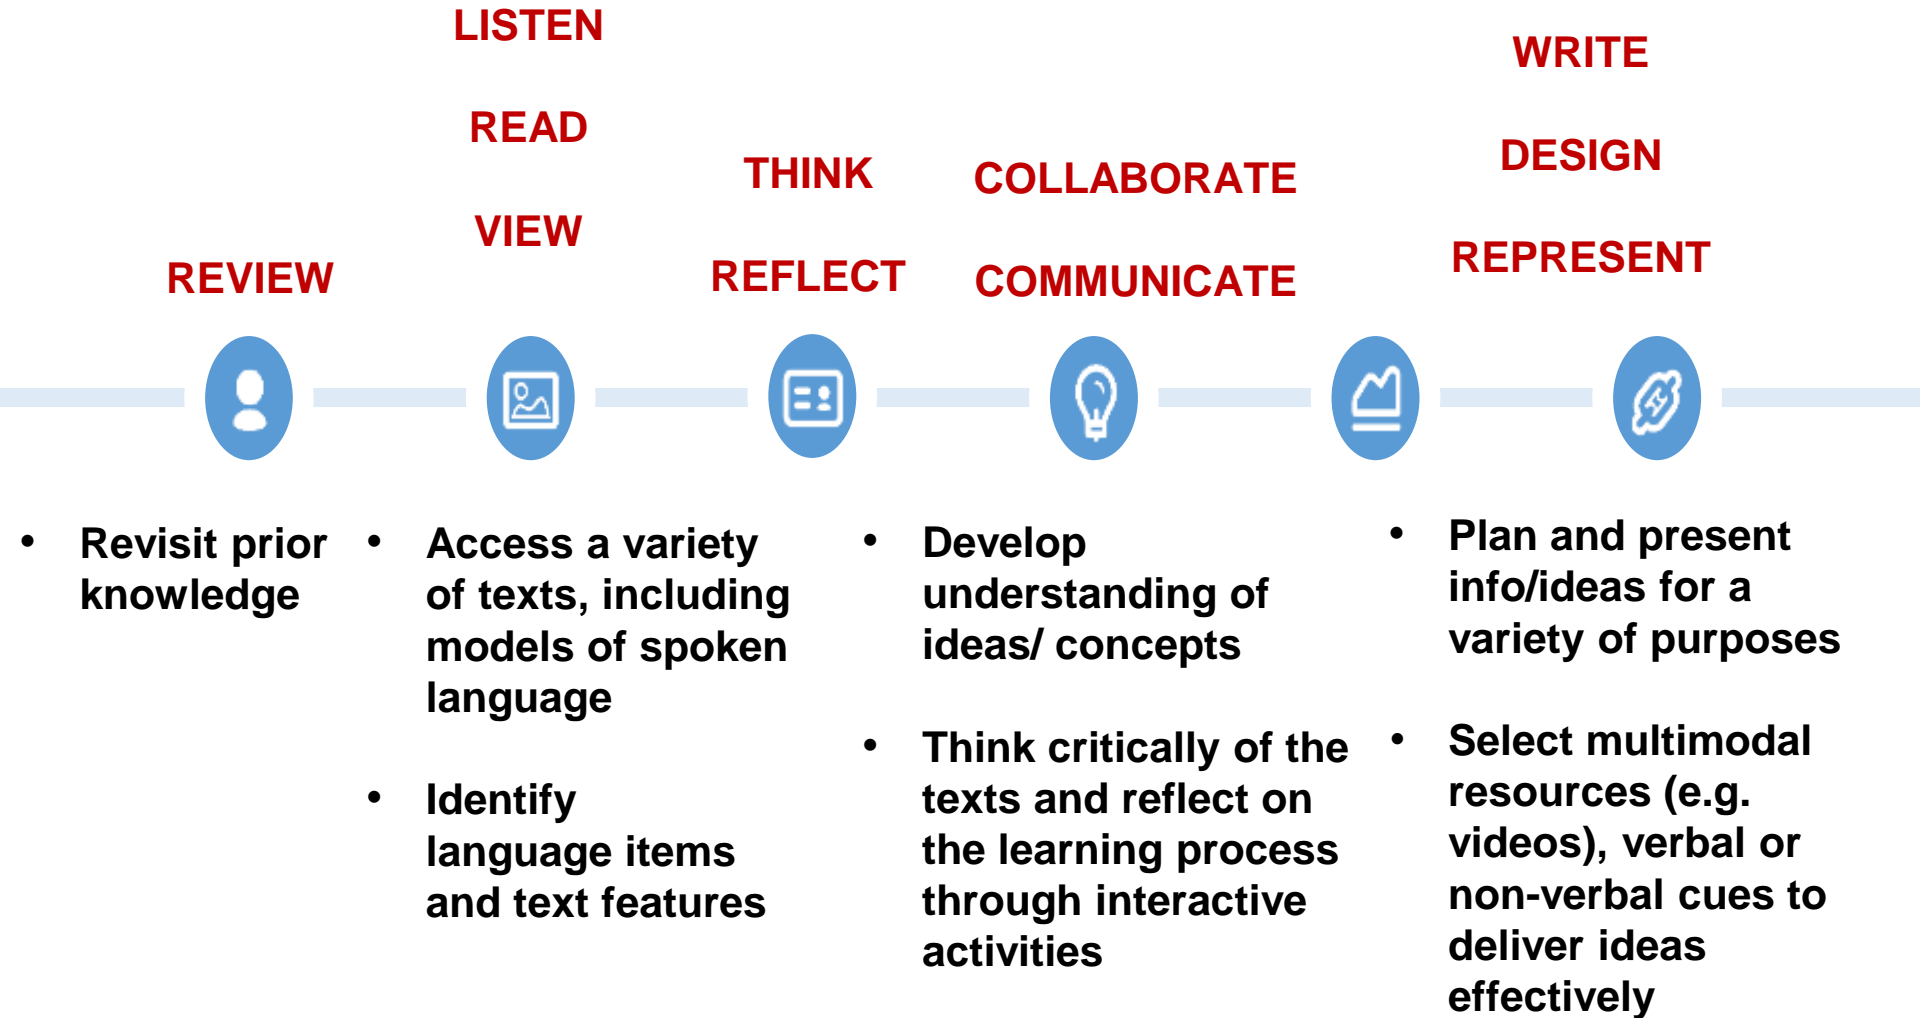 LISTEN
READ
VIEW
REVIEW
THINK
REFLECT
COLLABORATE
COMMUNICATE
WRITE
DESIGN
REPRESENT
• Revisit prior
knowledge
• Access a variety
of texts, including
models of spoken
language
• Identify
language items
and text features
• Develop
understanding of
ideas/ concepts
• Think critically of the
texts and reflect on
the learning process
through interactive
activities
• Plan and present
info/ideas for a
variety of purposes
• Select multimodal
resources (e.g.
videos), verbal or
non-verbal cues to
deliver ideas
effectively